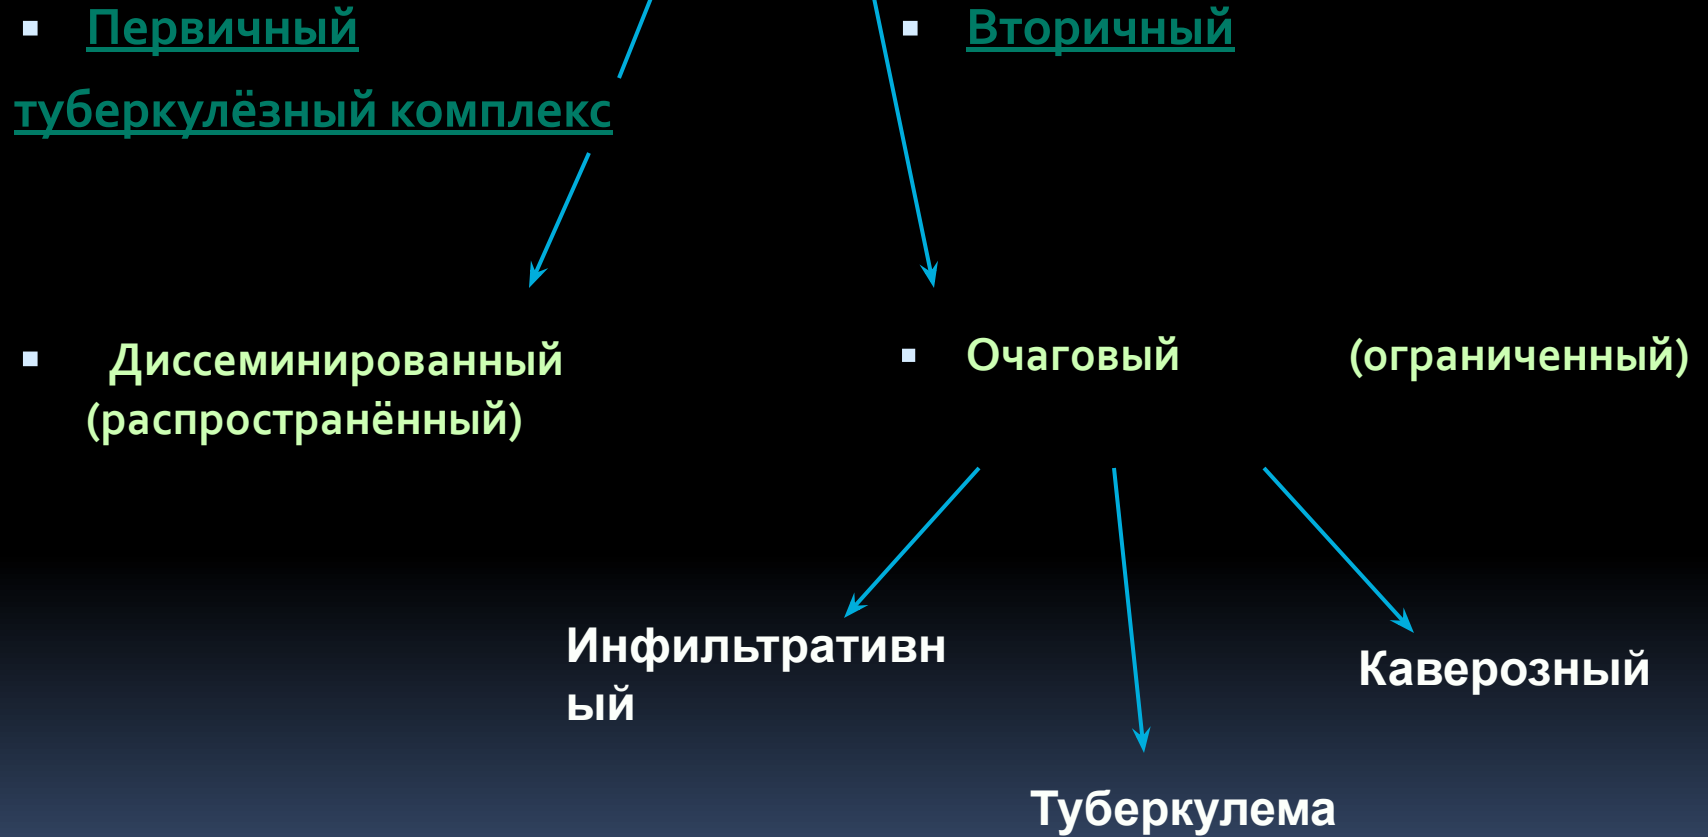 Первичный
туберкулёзный комплекс
Вторичный
Диссеминированный
(распространённый)
Очаговый (ограниченный)
Инфильтративн
ый
Каверозный
Туберкулема